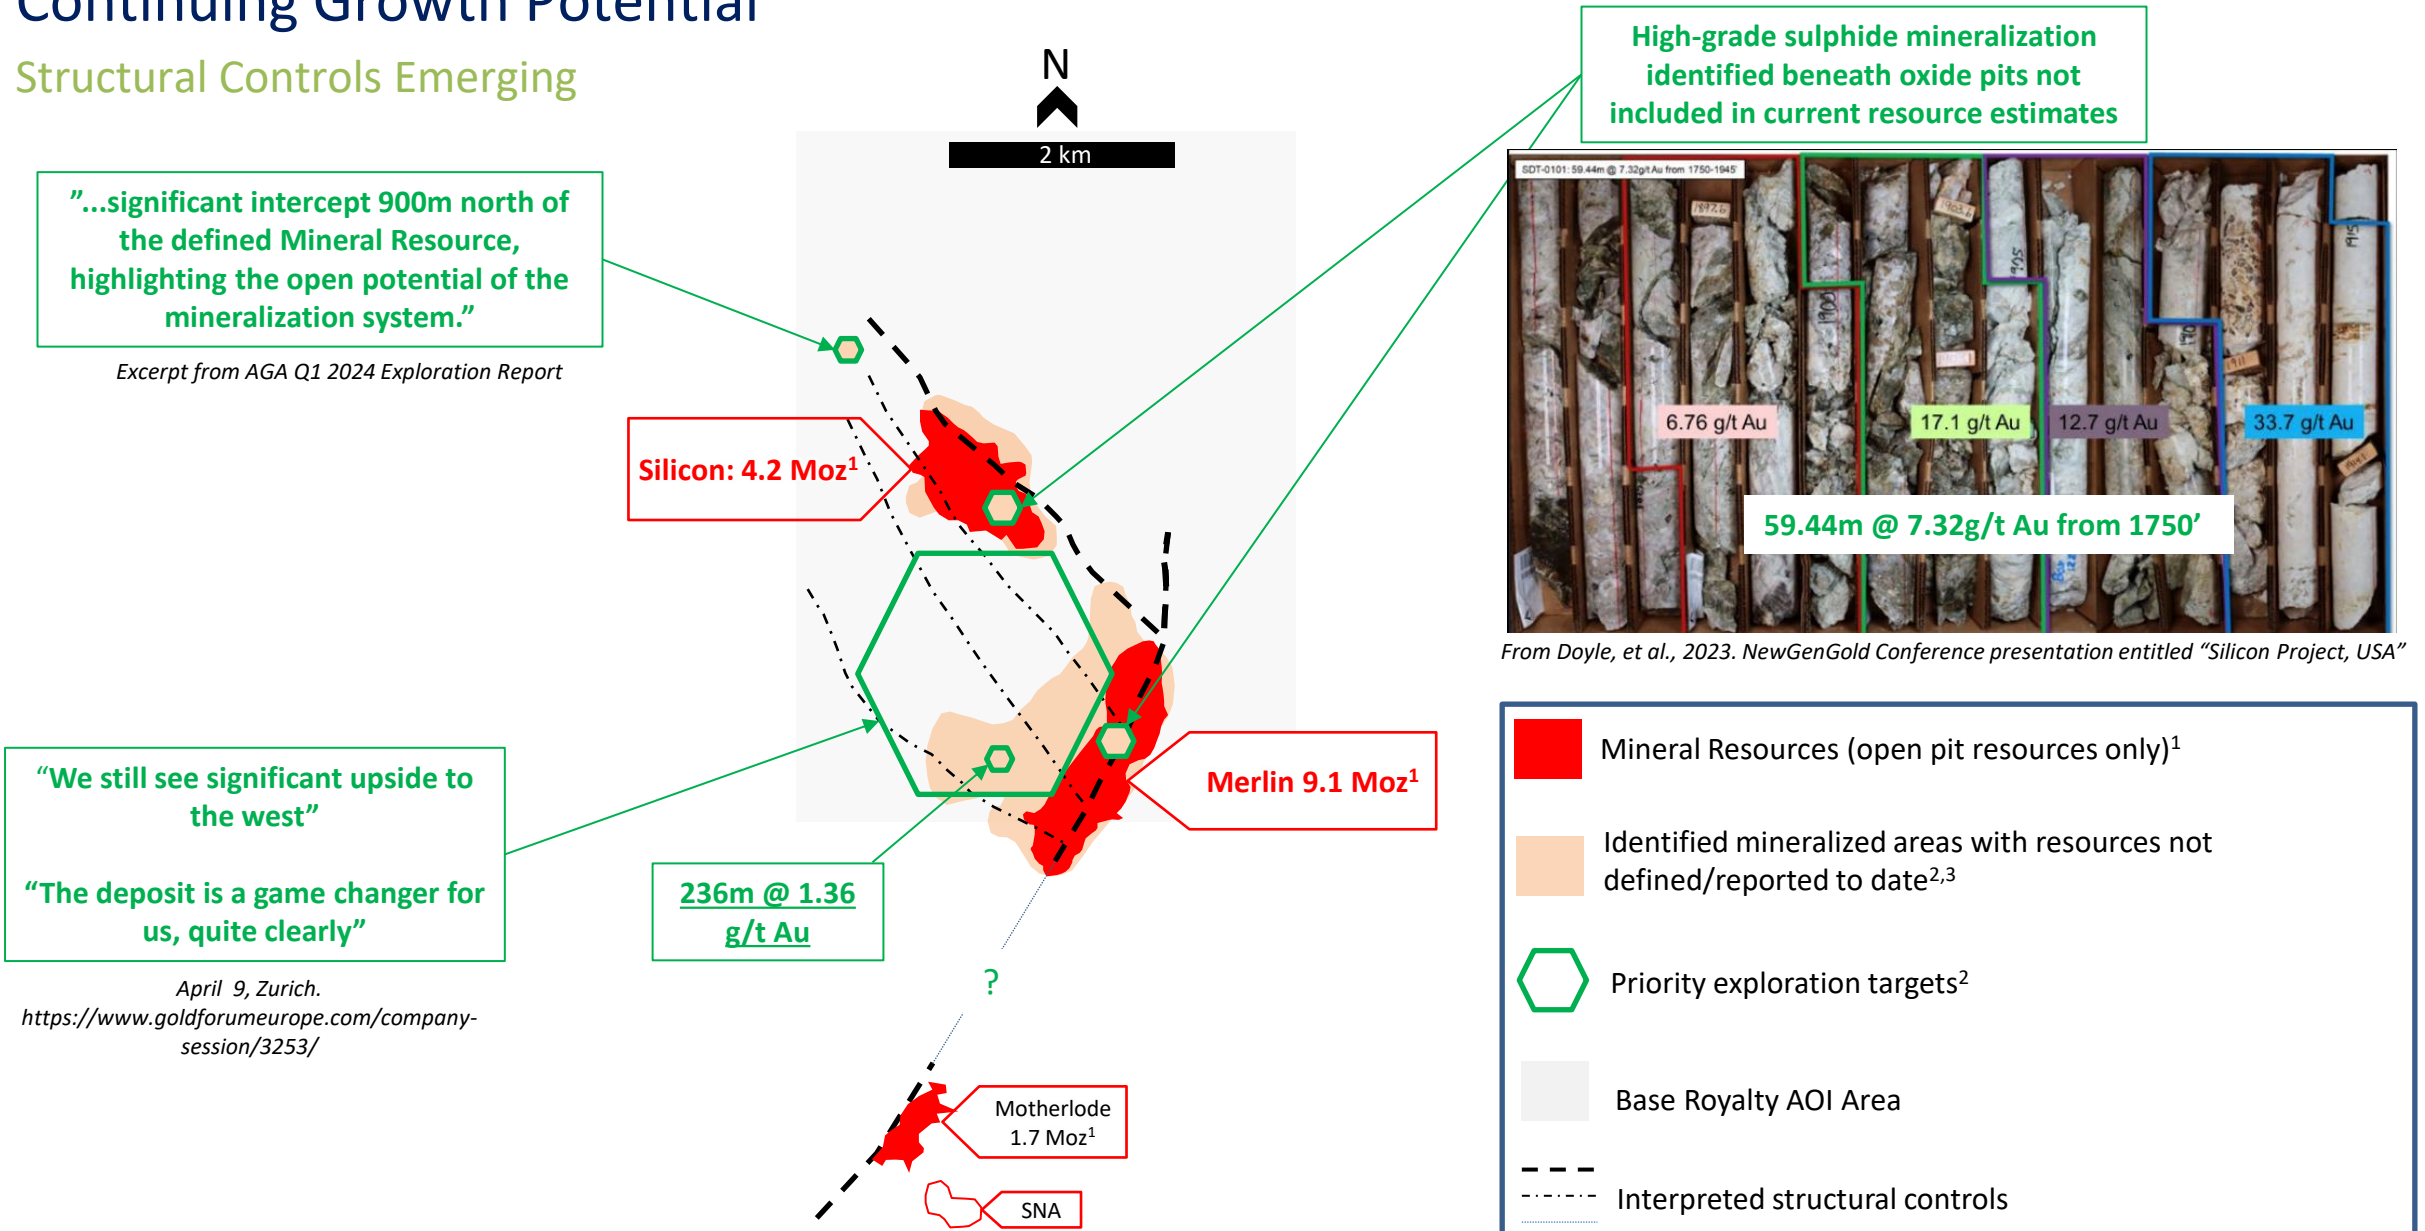 Continuing Growth Potential
Structural Controls Emerging
N
2 km
"...significant intercept 900m north of
the defined Mineral Resource,
highlighting the open potential of the
mineralization system."
Excerpt from AGA Q1 2024 Exploration Report
High-grade sulphide mineralization
identified beneath oxide pits not
included in current resource estimates
SDT-0101: 59.44m @ 7.32g/t Au from 1750-1945'
1897.6
1903.6
1900
1905
1911
6.76 g/t Au
17.1 g/t Au
12.7 g/t Au
33.7 g/t Au
59.44m @ 7.32g/t Au from 1750’
From Doyle, et al., 2023. NewGenGold Conference presentation entitled “Silicon Project, USA”
Silicon: 4.2 Moz¹
Merlin 9.1 Moz¹
“We still see significant upside to
the west”
“The deposit is a game changer for
us, quite clearly”
April 9, Zurich.
https://www.goldforumeurope.com/company-
session/3253/
236m @ 1.36
g/t Au
?
Motherlode
1.7 Moz¹
SNA
Mineral Resources (open pit resources only)¹
Identified mineralized areas with resources not
defined/reported to date²,³
Priority exploration targets²
Base Royalty AOI Area
Interpreted structural controls